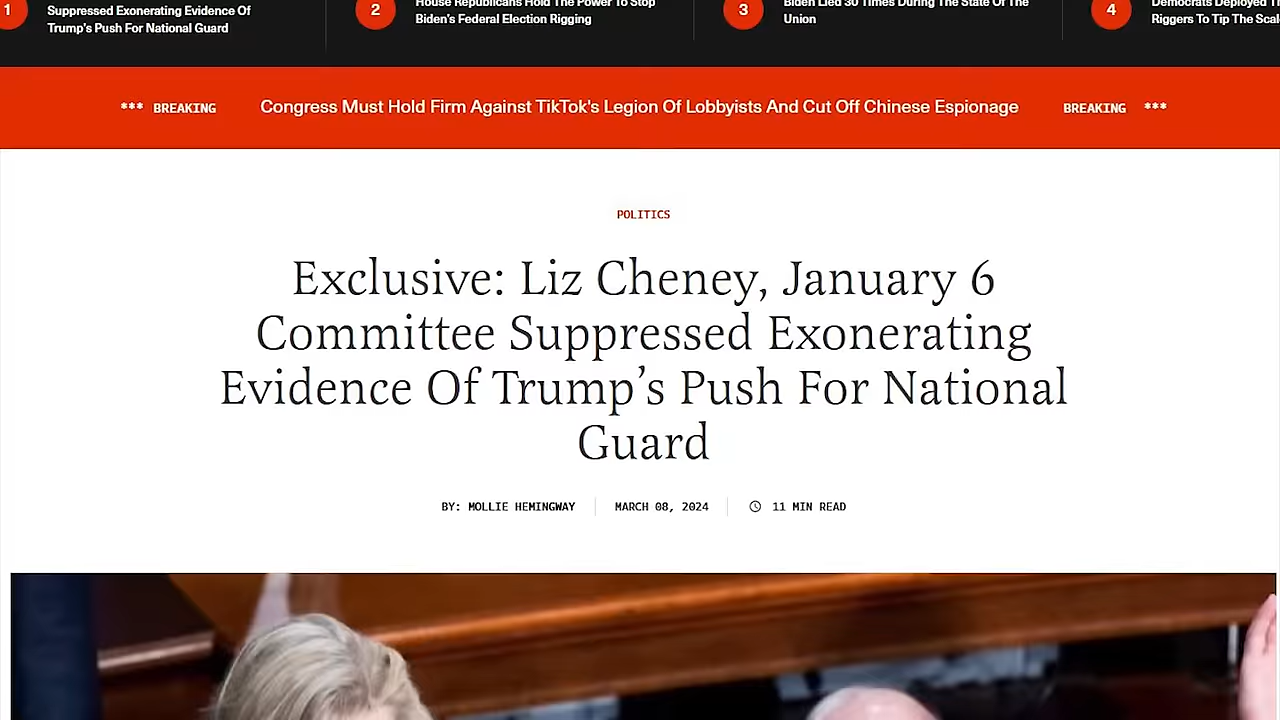 1
Suppressed Exonerating Evidence Of
Trump's Push For National Guard
2
House Republicans Hold The Power To Stop
Biden's Federal Election Rigging
3
Biden Lied 30 Times During The State Of The
Union
4
Democrats Deployed
Riggers To Tip The
*** BREAKING
Congress Must Hold Firm Against TikTok's Legion Of Lobbyists And Cut Off Chinese Espionage
BREAKING ***
POLITICS
Exclusive: Liz Cheney, January 6
Committee Suppressed Exonerating
Evidence Of Trump’s Push For National
Guard
BY: MOLLIE HEMINGWAY
MARCH 08, 2024
11 MIN READ